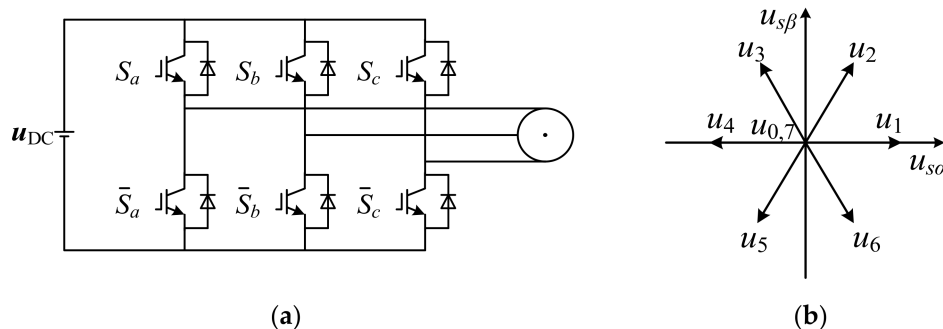 S_a S_b S_c
u_DC
S̄_a S̄_b S̄_c
(a)
u_sβ
u_3 u_2
u_4 u_0,7 u_1
u_sα
u_5 u_6
(b)